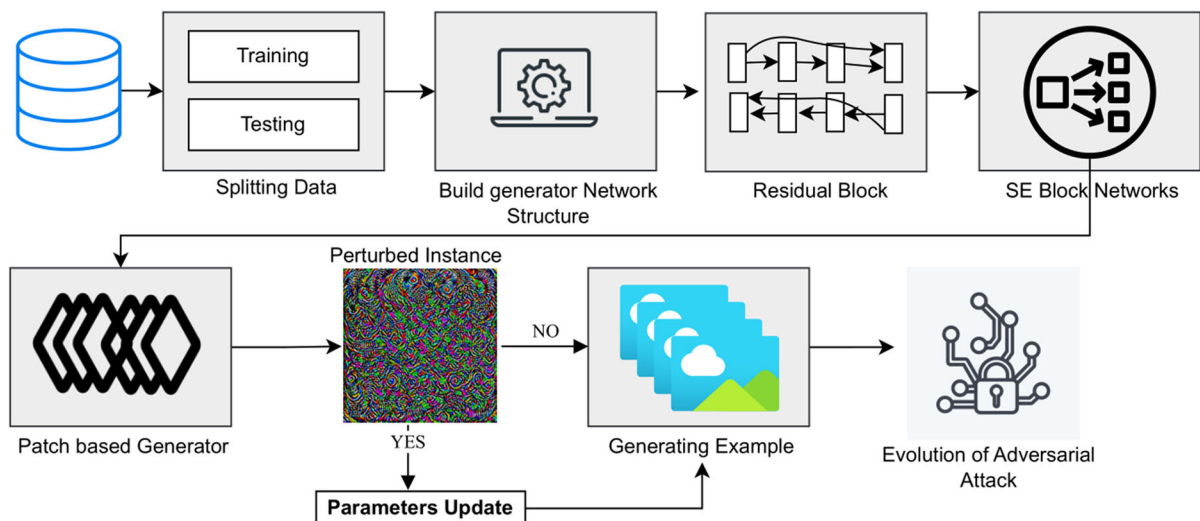 Training
Testing
Splitting Data
Build generator Network
Structure
Residual Block
SE Block Networks
Perturbed Instance
NO
YES
Patch based Generator
Generating Example
Evolution of Adversarial
Attack
Parameters Update